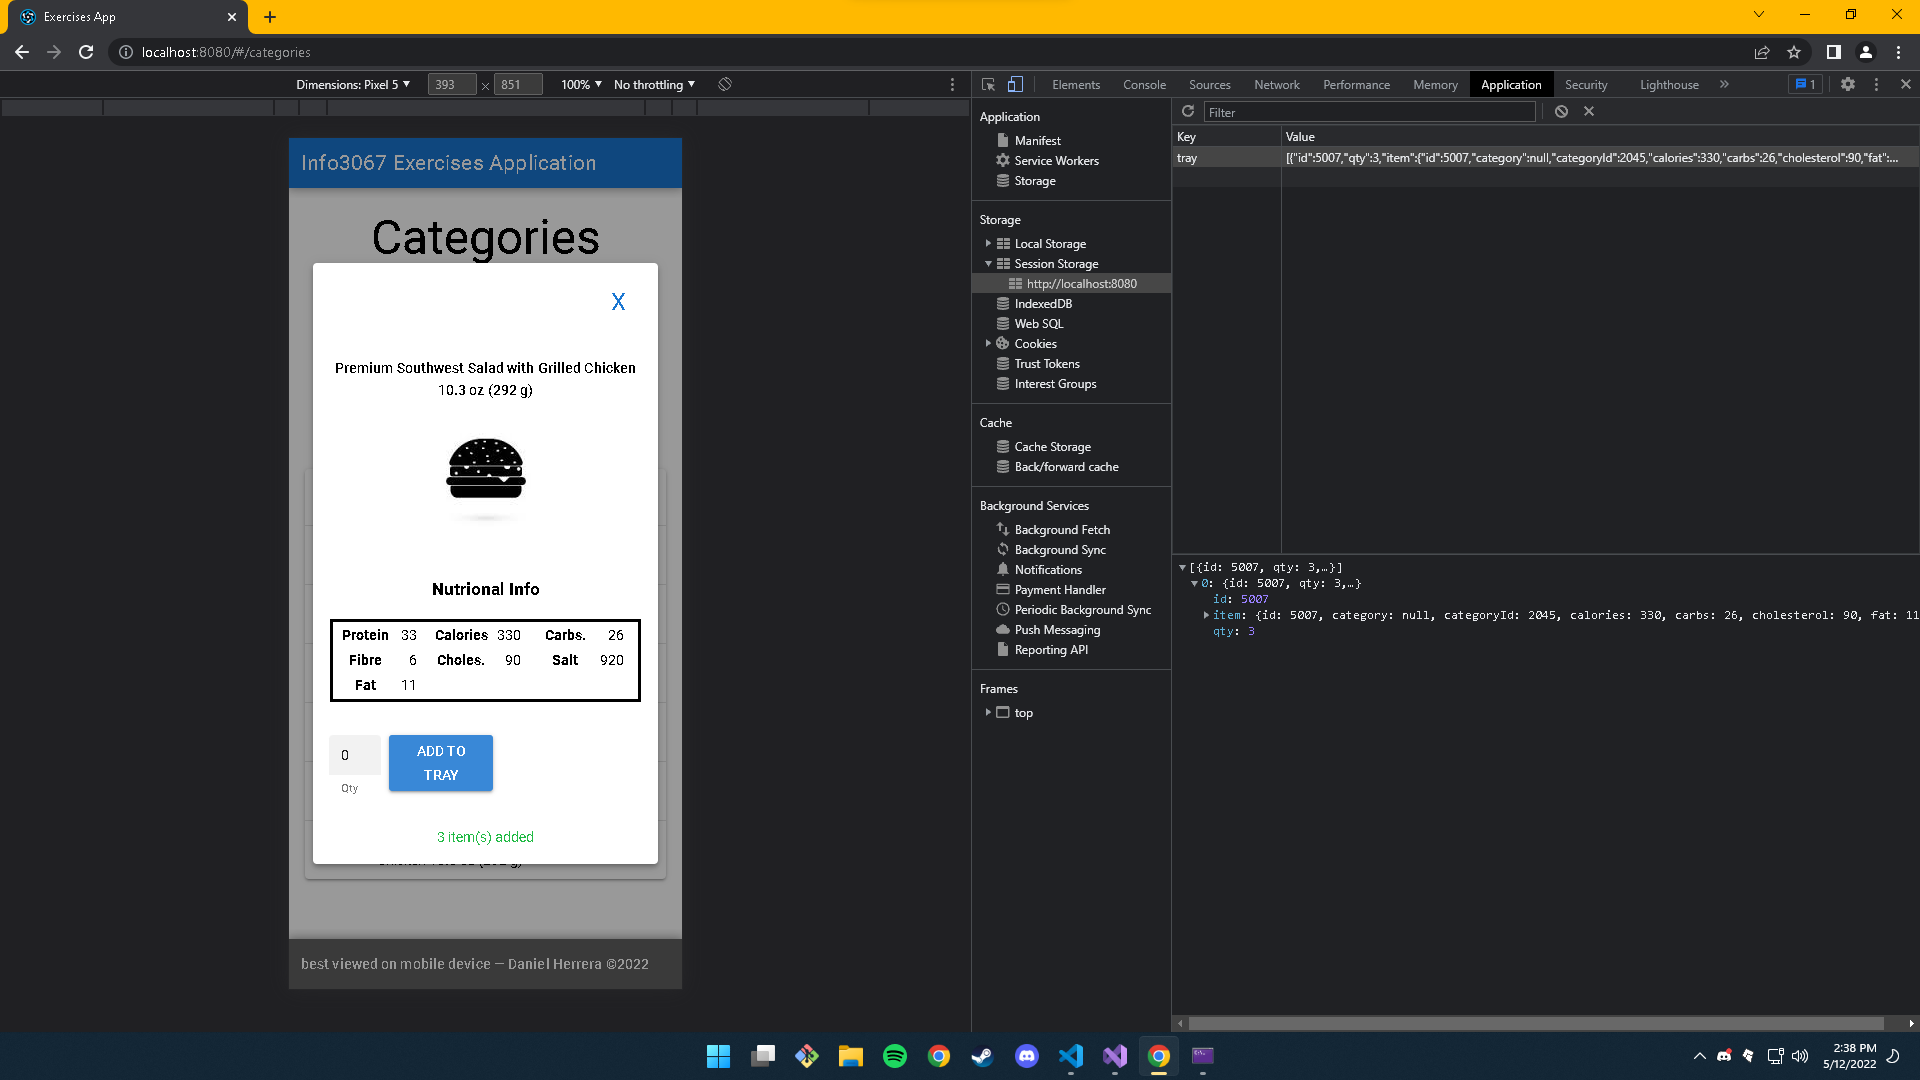 Exercises App
localhost:8080/#/categories
Dimensions: Pixel 5 ▼ 393 × 851 100% ▼ No throttling ▼
Elements Console Sources Network Performance Memory Application Security Lighthouse » 1
Info3067 Exercises Application
Categories
X
Premium Southwest Salad with Grilled Chicken
10.3 oz (292 g)
Nutrional Info
Protein 33 Calories 330 Carbs. 26
Fibre 6 Choles. 90 Salt 920
Fat 11
0
ADD TO
TRAY
Qty
3 item(s) added
best viewed on mobile device — Daniel Herrera ©2022
Application
Manifest
Service Workers
Storage
Storage
Local Storage
Session Storage
http://localhost:8080
IndexedDB
Web SQL
Cookies
Trust Tokens
Interest Groups
Cache
Cache Storage
Back/forward cache
Background Services
Background Fetch
Background Sync
Notifications
Payment Handler
Periodic Background Sync
Push Messaging
Reporting API
Frames
top
Filter
Key Value
tray [{"id":5007,"qty":3,"item":{"id":5007,"category":null,"categoryId":2045,"calories":330,"carbs":26,"cholesterol":90,"fat":...
[{id: 5007, qty: 3,…}]
0: {id: 5007, qty: 3,…}
id: 5007
item: {id: 5007, category: null, categoryId: 2045, calories: 330, carbs: 26, cholesterol: 90, fat: 11
qty: 3
2:38 PM
5/12/2022